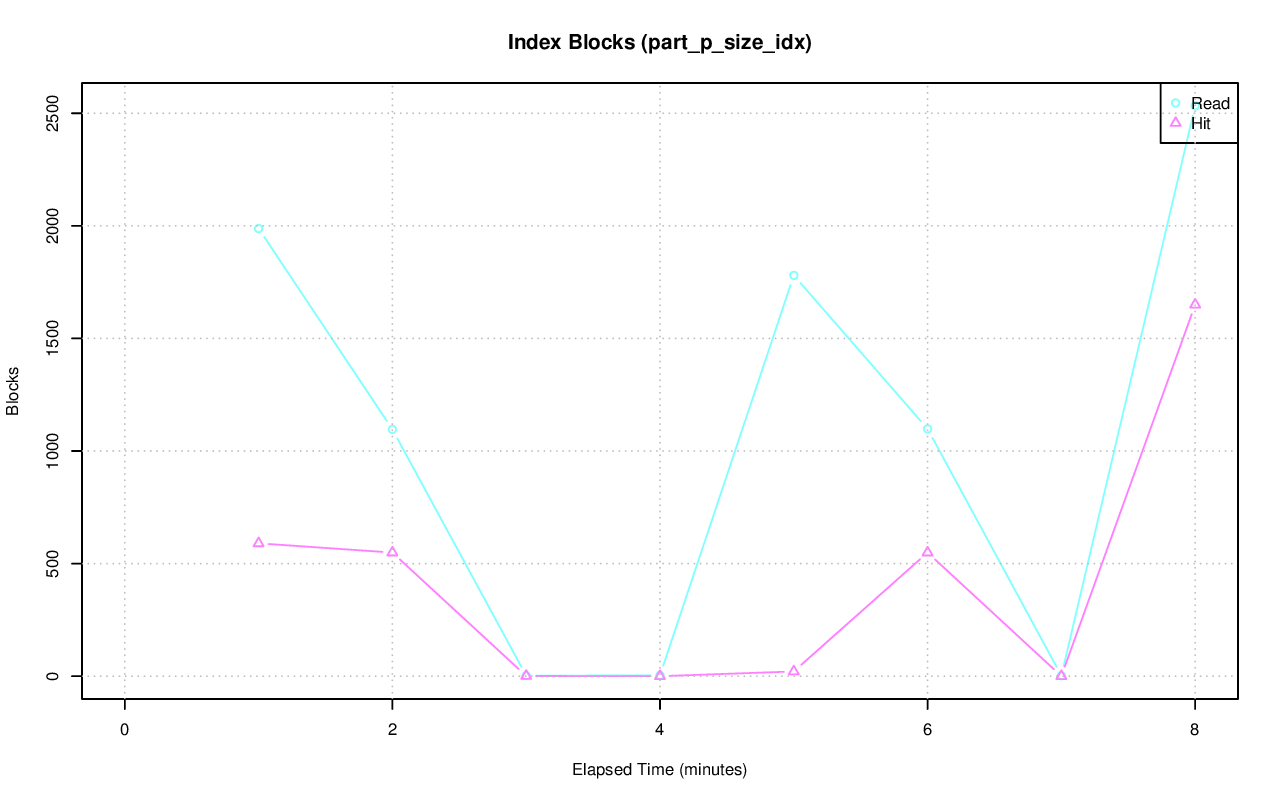 Index Blocks (part_p_size_idx)
Read
Hit
Blocks
2500
2000
1500
1000
500
0
0 2 4 6 8
Elapsed Time (minutes)